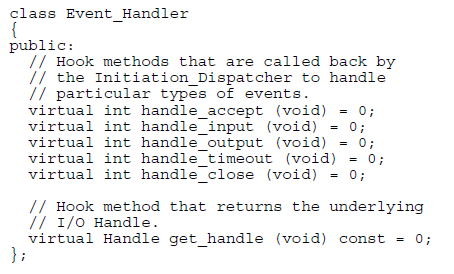 class Event_Handler
{
public:
  // Hook methods that are called back by
  // the Initiation_Dispatcher to handle
  // particular types of events.
  virtual int handle_accept (void) = 0;
  virtual int handle_input (void) = 0;
  virtual int handle_output (void) = 0;
  virtual int handle_timeout (void) = 0;
  virtual int handle_close (void) = 0;

  // Hook method that returns the underlying
  // I/O Handle.
  virtual Handle get_handle (void) const = 0;
};